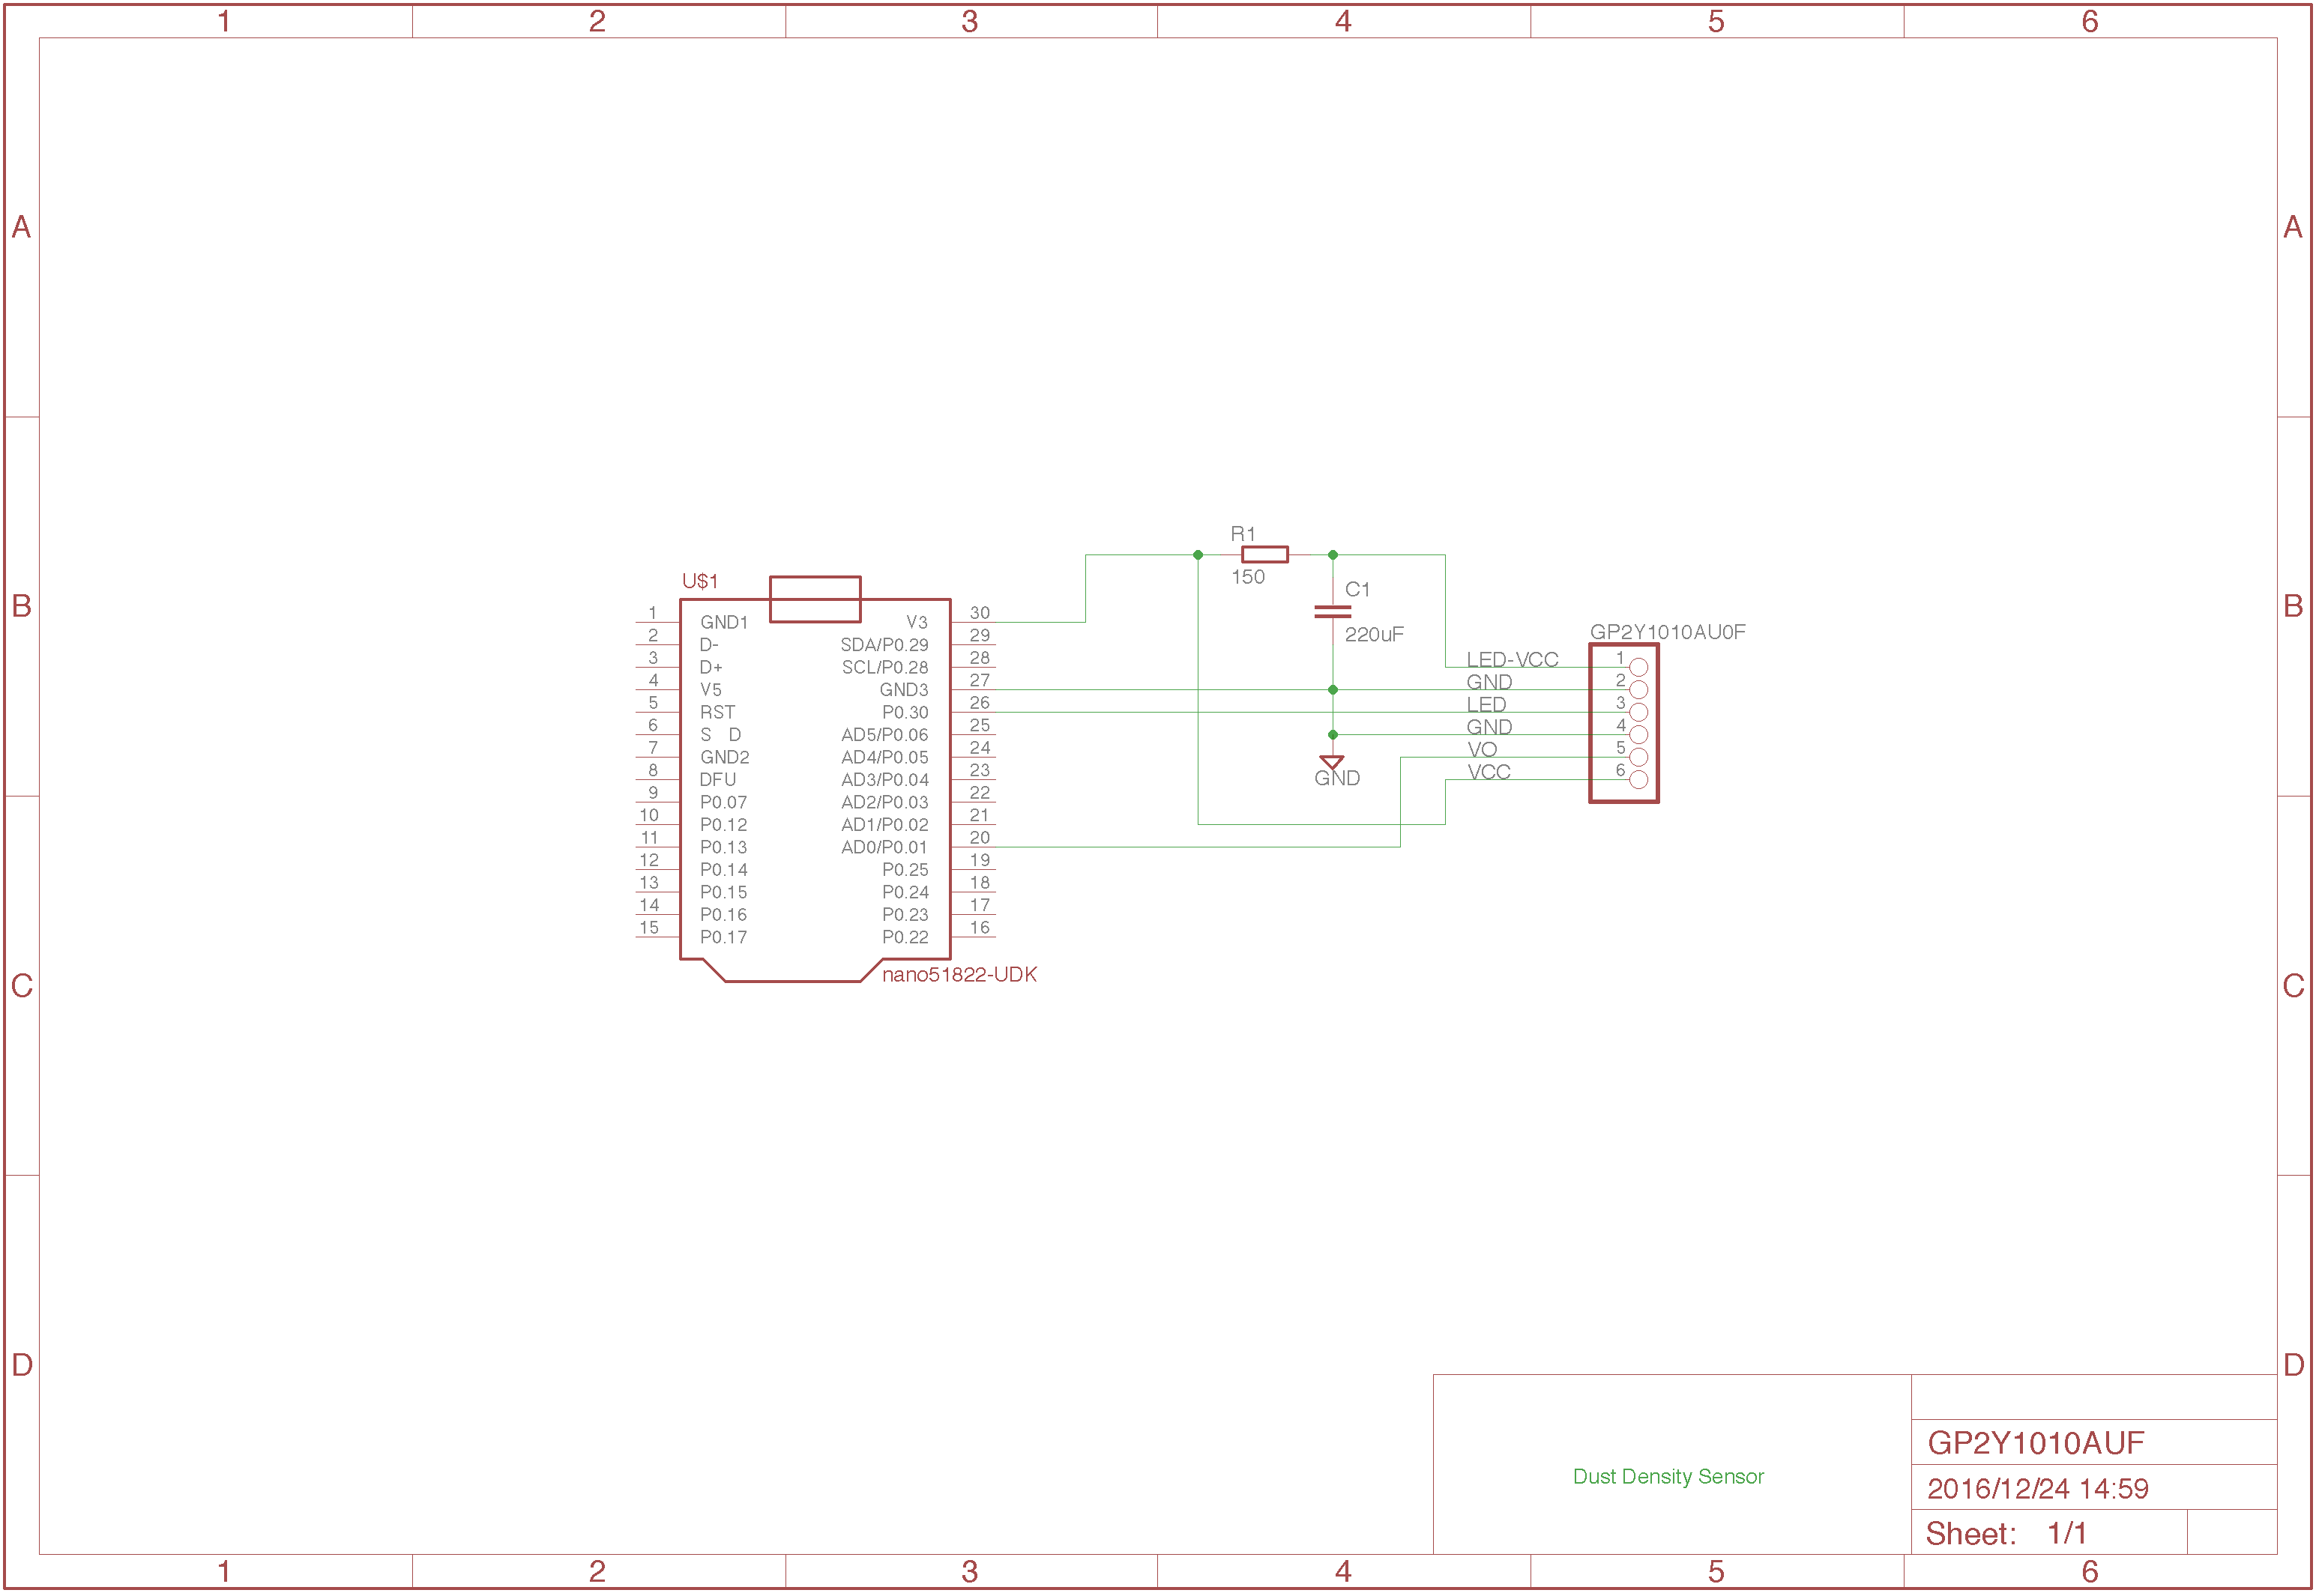 1 2 3 4 5 6
A A
R1
150
C1
220uF
U$1
B B
1 GND1 V3 30
2 D- SDA/P0.29 29
3 D+ SCL/P0.28 28
4 V5 GND3 27
5 RST P0.30 26
6 S D AD5/P0.06 25
7 GND2 AD4/P0.05 24
8 DFU AD3/P0.04 23
9 P0.07 AD2/P0.03 22
10 P0.12 AD1/P0.02 21
11 P0.13 AD0/P0.01 20
12 P0.14 P0.25 19
13 P0.15 P0.24 18
14 P0.16 P0.23 17
15 P0.17 P0.22 16
nano51822-UDK
GP2Y1010AU0F
LED-VCC 1
GND 2
LED 3
GND 4
VO 5
VCC 6
GND
C C
D D
Dust Density Sensor
GP2Y1010AUF
2016/12/24 14:59
Sheet: 1/1
1 2 3 4 5 6